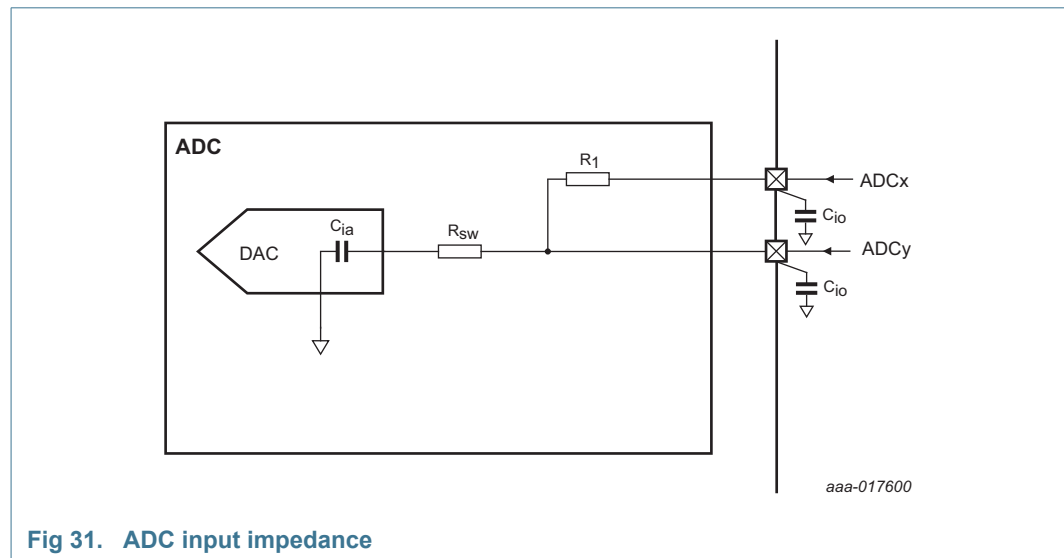 ADC
R1
ADCx
Cio
Cia
Rsw
DAC
ADCy
Cio
aaa-017600
Fig 31. ADC input impedance